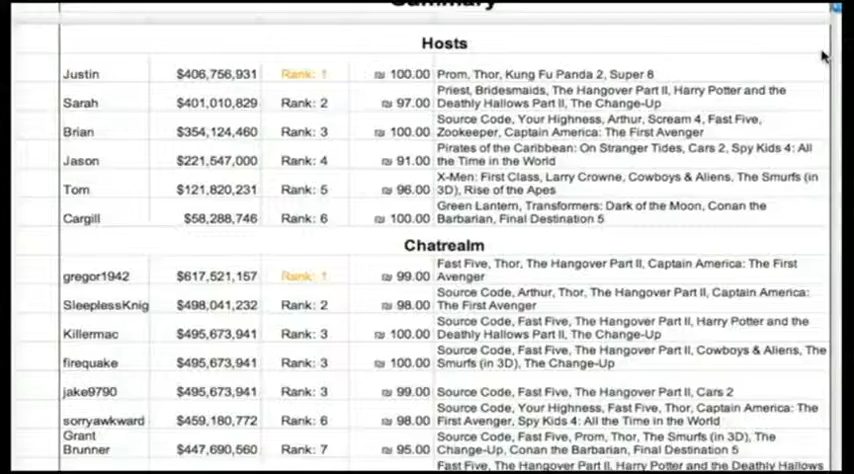 Summary
Hosts
Justin $406,756,931 Rank: 1 ₪ 100.00 Prom, Thor, Kung Fu Panda 2, Super 8
Sarah $401,010,829 Rank: 2 ₪ 97.00 Priest, Bridesmaids, The Hangover Part II, Harry Potter and the
Deathly Hallows Part II, The Change-Up
Brian $354,124,460 Rank: 3 ₪ 100.00 Source Code, Your Highness, Arthur, Scream 4, Fast Five,
Zookeeper, Captain America: The First Avenger
Jason $221,547,000 Rank: 4 ₪ 91.00 Pirates of the Caribbean: On Stranger Tides, Cars 2, Spy Kids 4: All
the Time in the World
Tom $121,820,231 Rank: 5 ₪ 96.00 X-Men: First Class, Larry Crowne, Cowboys & Aliens, The Smurfs (in
3D), Rise of the Apes
Cargill $58,288,746 Rank: 6 ₪ 100.00 Green Lantern, Transformers: Dark of the Moon, Conan the
Barbarian, Final Destination 5
Chatrealm
gregor1942 $617,521,157 Rank: 1 ₪ 99.00 Fast Five, Thor, The Hangover Part II, Captain America: The First
Avenger
SleeplessKnig $498,041,232 Rank: 2 ₪ 98.00 Source Code, Arthur, Thor, The Hangover Part II, Captain America:
The First Avenger
Killermac $495,673,941 Rank: 3 ₪ 100.00 Source Code, Fast Five, The Hangover Part II, Harry Potter and the
Deathly Hallows Part II, The Change-Up
firequake $495,673,941 Rank: 3 ₪ 100.00 Source Code, Fast Five, The Hangover Part II, Cowboys & Aliens, The
Smurfs (in 3D), The Change-Up
jake9790 $495,673,941 Rank: 3 ₪ 99.00 Source Code, Fast Five, The Hangover Part II, Cars 2
sorryawkward $459,180,772 Rank: 6 ₪ 98.00 Source Code, Your Highness, Fast Five, Thor, Captain America: The
First Avenger, Spy Kids 4: All the Time in the World
Grant
Brunner $447,690,560 Rank: 7 ₪ 95.00 Source Code, Fast Five, Prom, Thor, The Smurfs (in 3D), The
Change-Up, Conan the Barbarian, Final Destination 5
Fast Five, The Hangover Part II, Harry Potter and the Deathly Hallows